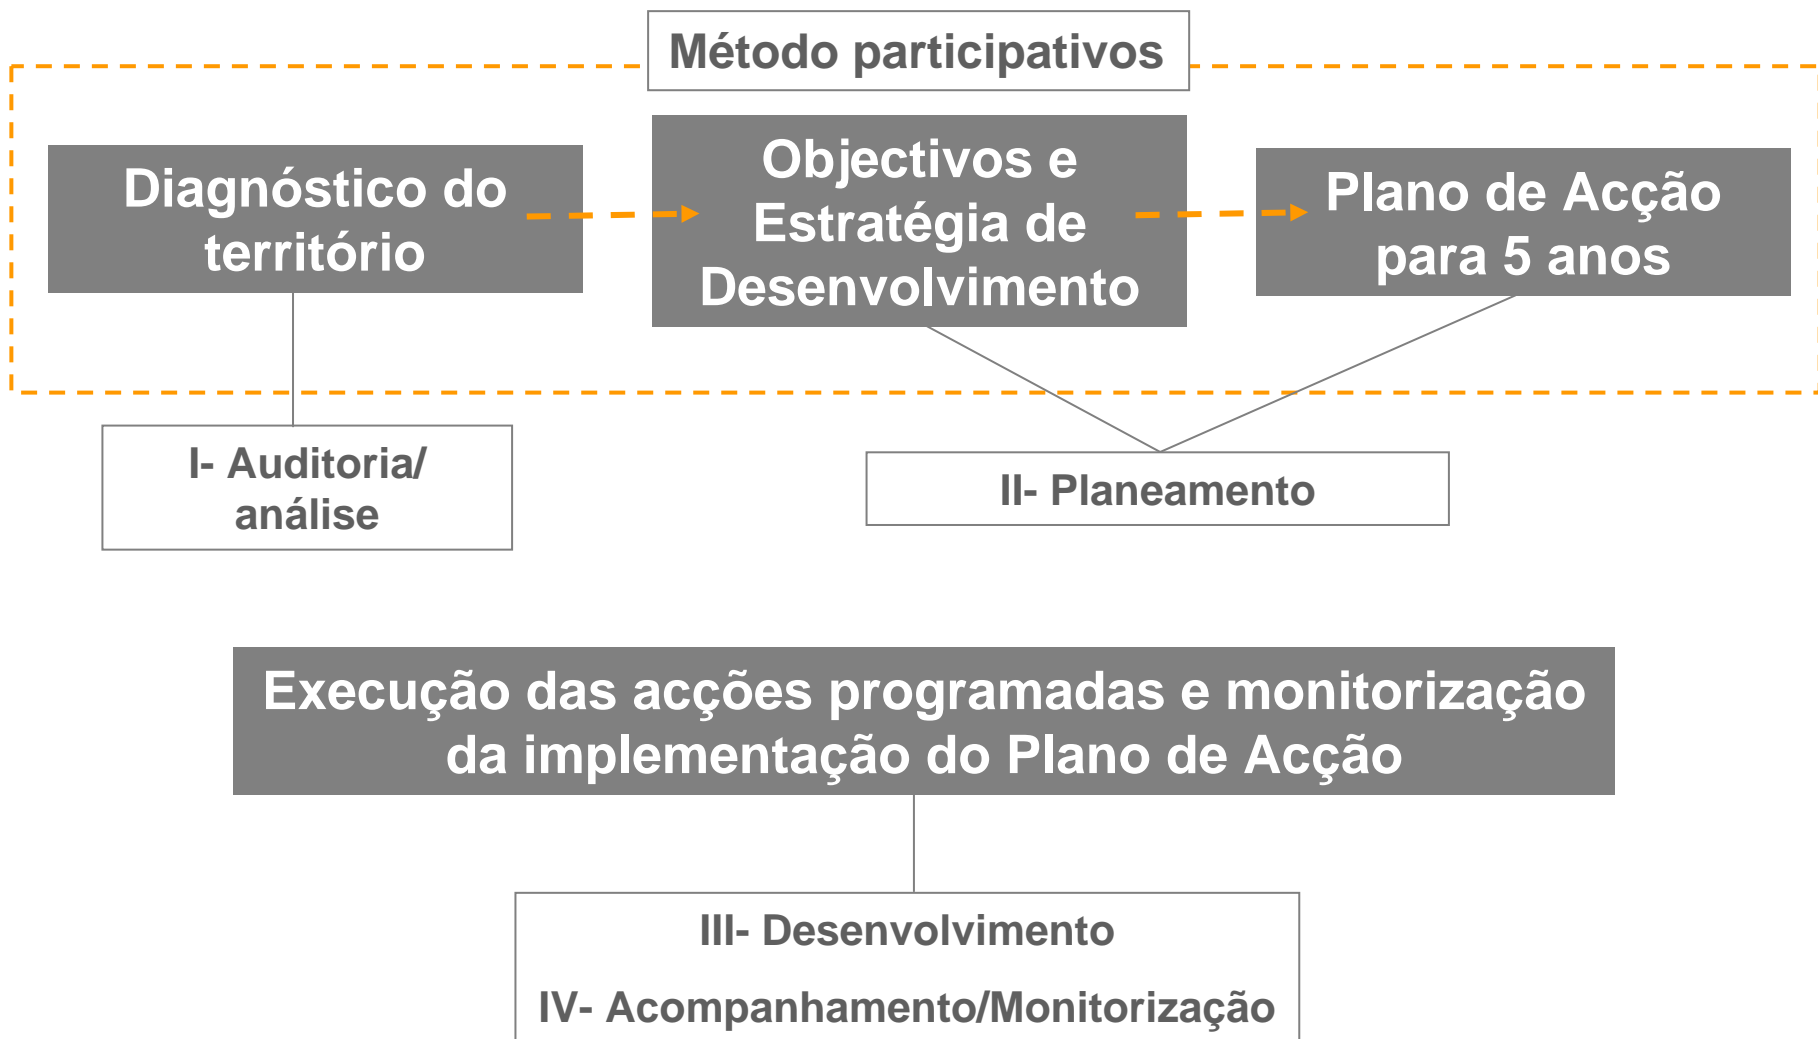 Método participativos
Diagnóstico do
território
Objectivos e
Estratégia de
Desenvolvimento
Plano de Acção
para 5 anos
I- Auditoria/
análise
II- Planeamento
Execução das acções programadas e monitorização
da implementação do Plano de Acção
III- Desenvolvimento
IV- Acompanhamento/Monitorização